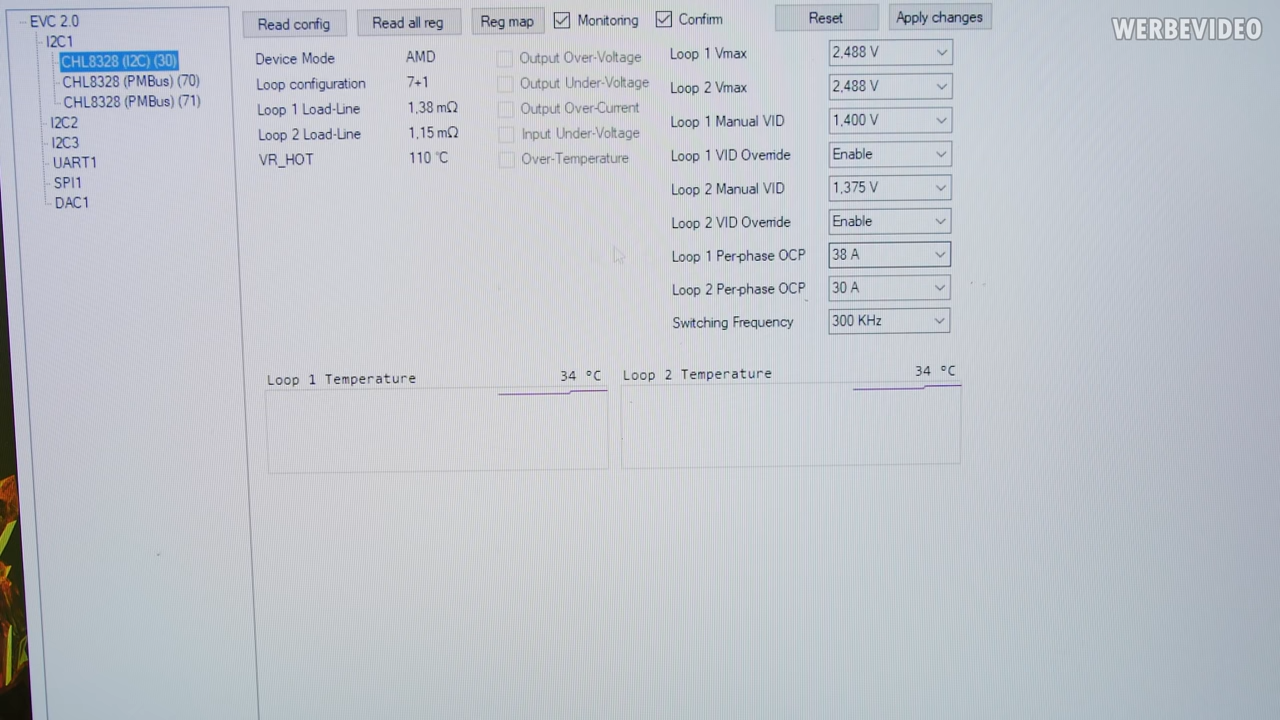 WERBEVIDEO
EVC 2.0
I2C1
CHL8328 (I2C) (30)
CHL8328 (PMBus) (70)
CHL8328 (PMBus) (71)
I2C2
I2C3
UART1
SPI1
DAC1
Read config
Read all reg
Reg map
Monitoring
Confirm
Reset
Apply changes
Device Mode AMD
Loop configuration 7+1
Loop 1 Load-Line 1,38 mΩ
Loop 2 Load-Line 1,15 mΩ
VR_HOT 110 °C
Output Over-Voltage
Output Under-Voltage
Output Over-Current
Input Under-Voltage
Over-Temperature
Loop 1 Vmax 2,488 V
Loop 2 Vmax 2,488 V
Loop 1 Manual VID 1,400 V
Loop 1 VID Override Enable
Loop 2 Manual VID 1,375 V
Loop 2 VID Override Enable
Loop 1 Per-phase OCP 38 A
Loop 2 Per-phase OCP 30 A
Switching Frequency 300 KHz
Loop 1 Temperature 34 °C
Loop 2 Temperature 34 °C